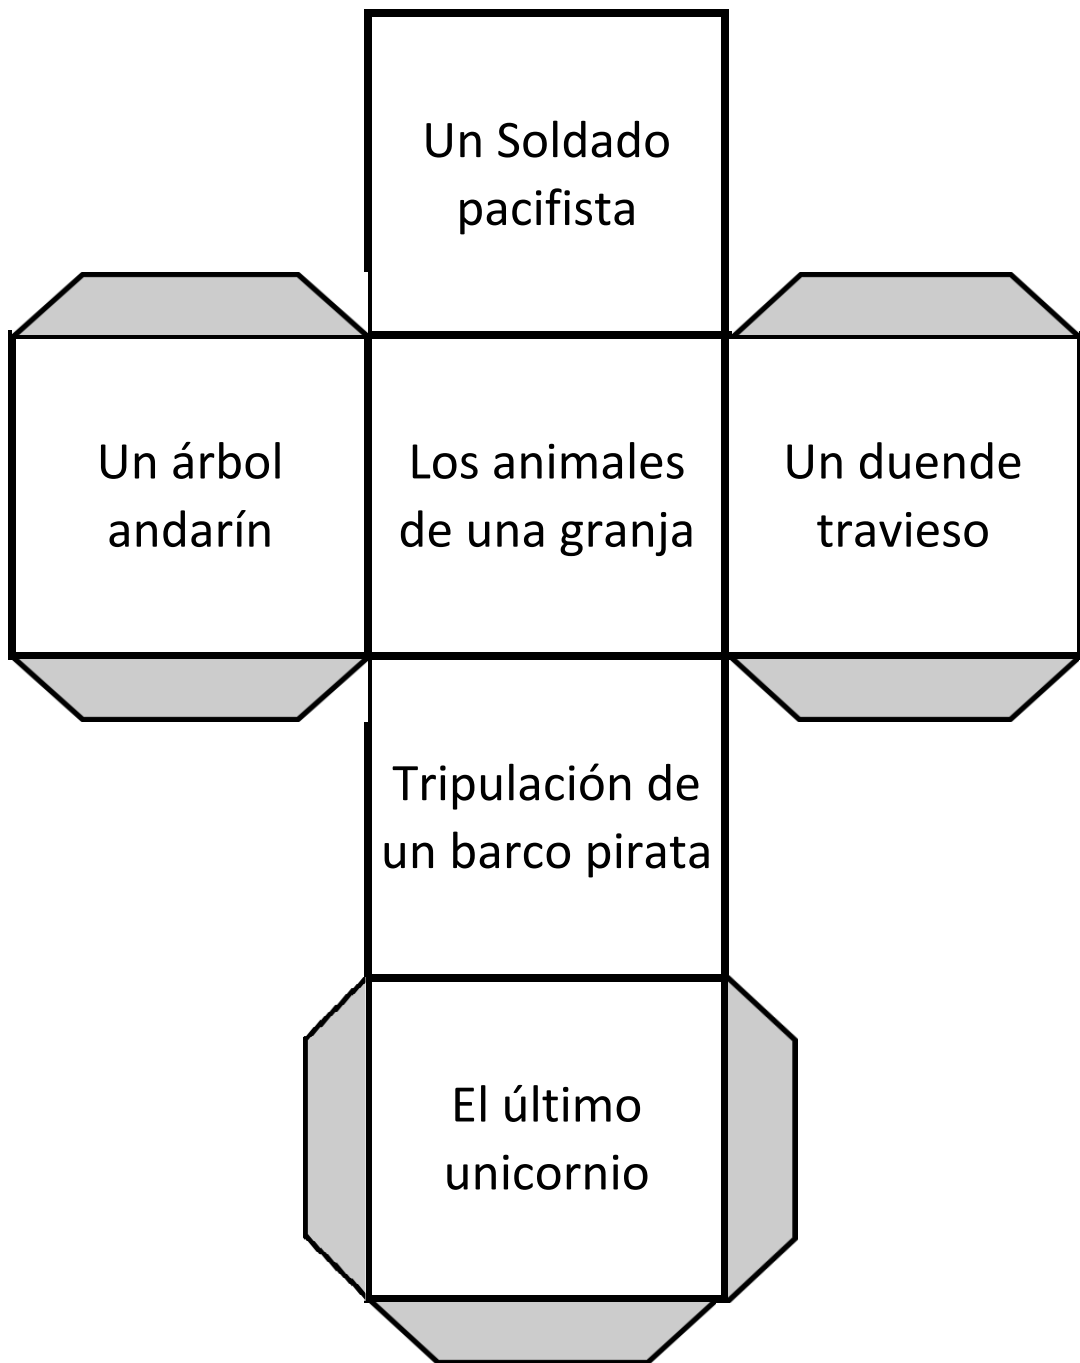 Un Soldado
pacifista
Un árbol
andarín
Los animales
de una granja
Un duende
travieso
Tripulación de
un barco pirata
El último
unicornio